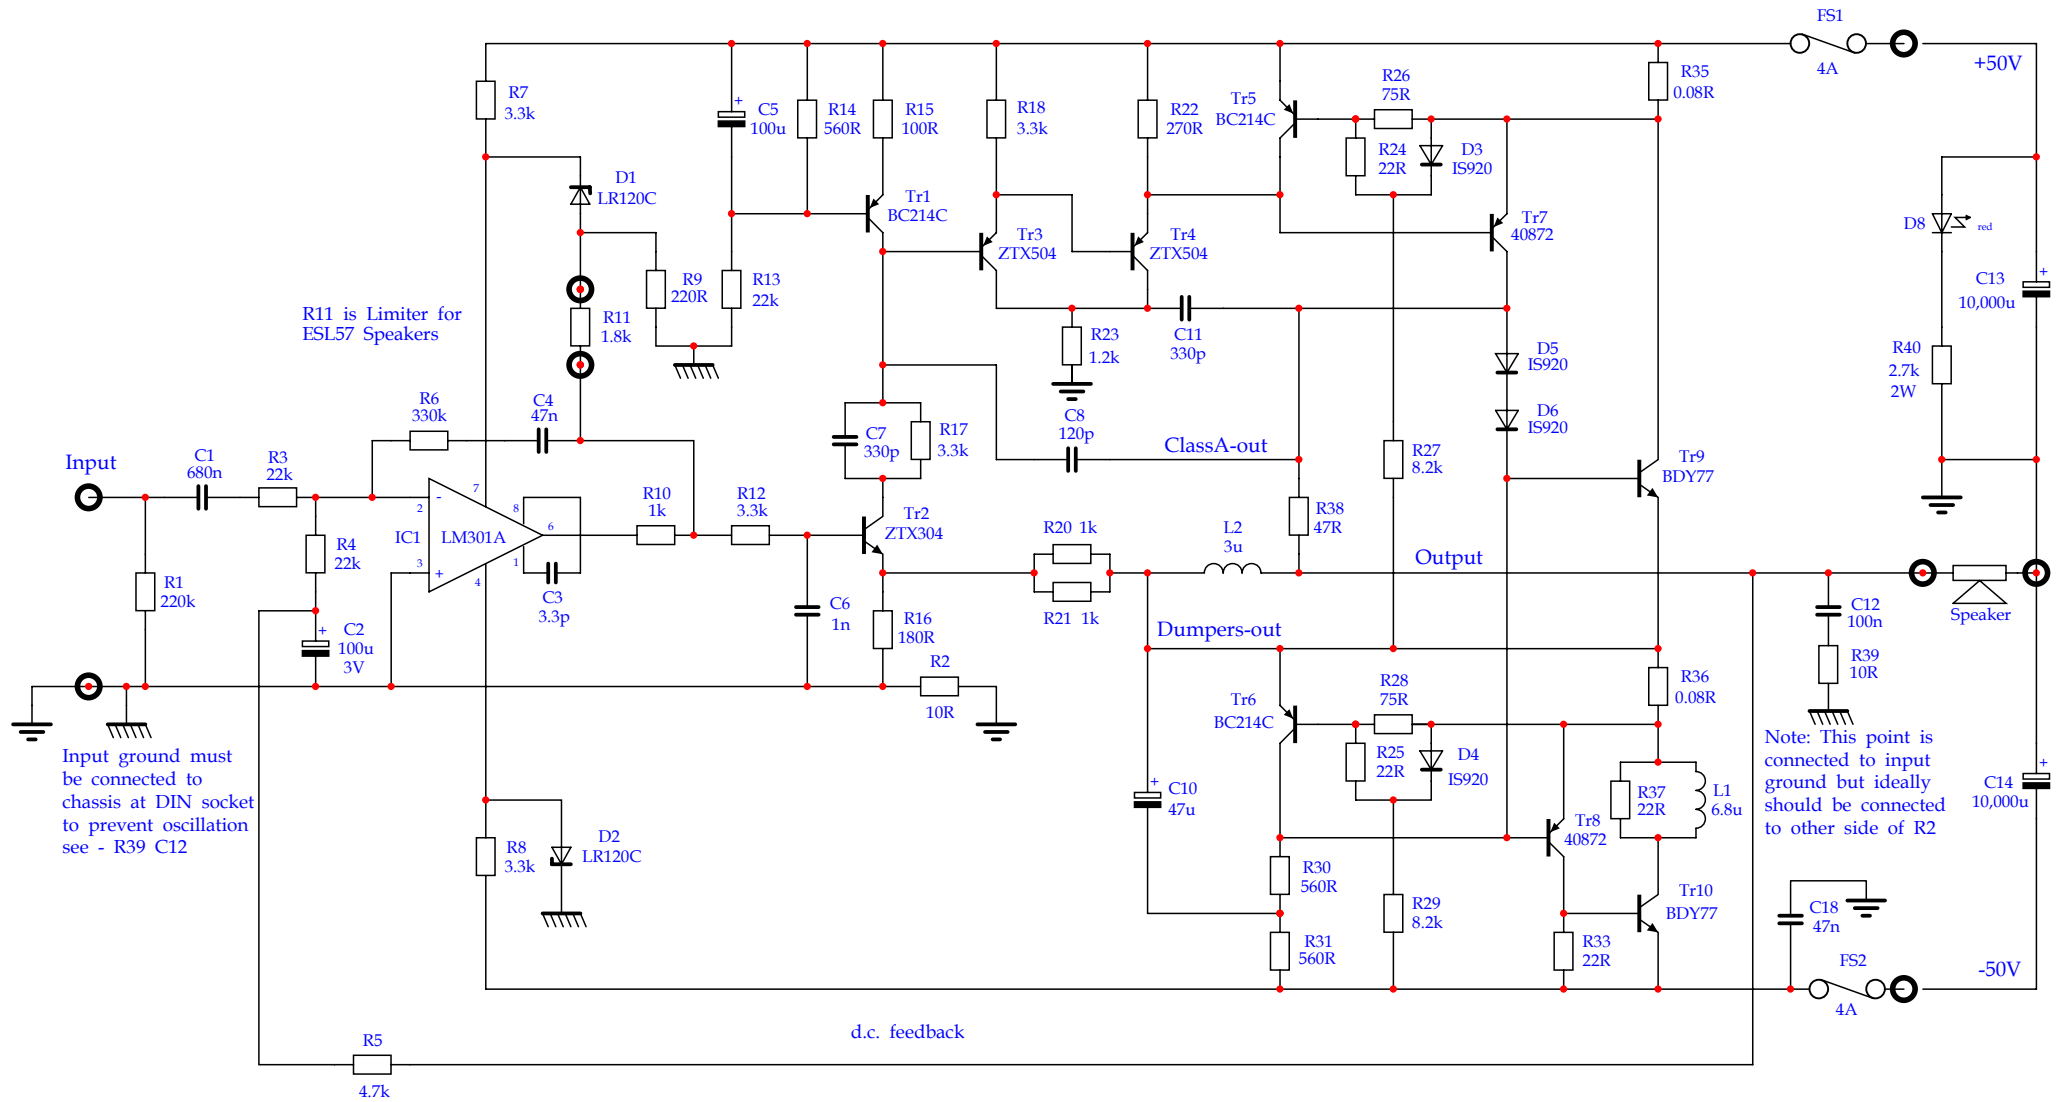 FS1
4A
+50V
R7
3.3k
+
C5
100u
R14
560R
R15
100R
R18
3.3k
R22
270R
Tr5
BC214C
R26
75R
R24
22R
D3
IS920
R35
0.08R
D1
LR120C
Tr1
BC214C
Tr3
ZTX504
Tr4
ZTX504
Tr7
40872
D8
red
R9
220R
R13
22k
C13
+
10,000u
R11 is Limiter for
ESL57 Speakers
R11
1.8k
R23
1.2k
C11
330p
D5
IS920
R40
2.7k
2W
R6
330k
C4
47n
C7
330p
R17
3.3k
C8
120p
ClassA-out
D6
IS920
R27
8.2k
Tr9
BDY77
Input
C1
680n
R3
22k
7
-
2
8
6
IC1
LM301A
3
+
4
1
R10
1k
R12
3.3k
Tr2
ZTX304
R20 1k
L2
3u
R38
47R
Output
R4
22k
R1
220k
C3
3.3p
C6
1n
R16
180R
R21 1k
Dumpers-out
C12
100n
Speaker
+
C2
100u
3V
R2
10R
R39
10R
R36
0.08R
Tr6
BC214C
R28
75R
R25
22R
D4
IS920
Input ground must
be connected to
chassis at DIN socket
to prevent oscillation
see - R39 C12
Note: This point is
connected to input
ground but ideally
should be connected
to other side of R2
+
C14
10,000u
+
C10
47u
R37
22R
L1
6.8u
Tr8
40872
R8
3.3k
D2
LR120C
R30
560R
R29
8.2k
Tr10
BDY77
C18
47n
R31
560R
R33
22R
FS2
4A
-50V
d.c. feedback
R5
4.7k